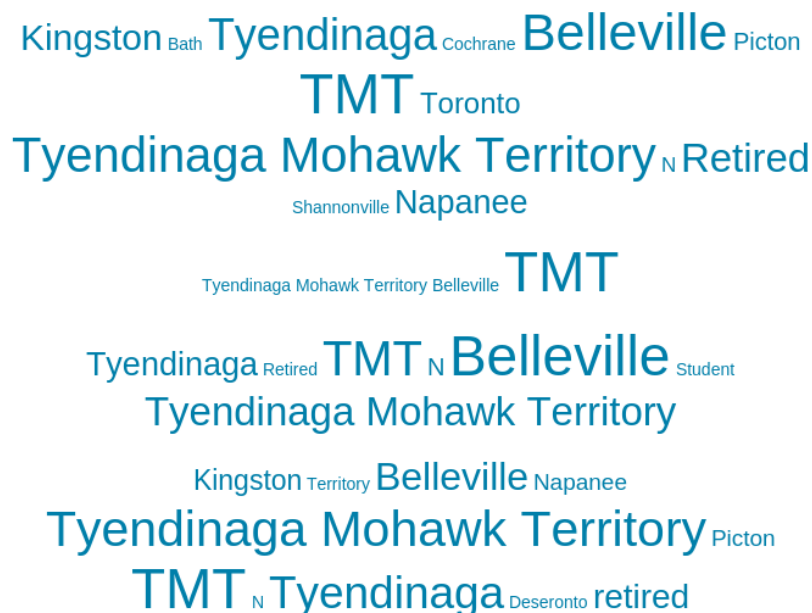 Kingston Bath Tyendinaga Cochrane Belleville Picton
TMT Toronto
Tyendinaga Mohawk Territory N Retired
Shannonville Napanee
Tyendinaga Mohawk Territory Belleville TMT
Tyendinaga Retired TMT N Belleville Student
Tyendinaga Mohawk Territory
Kingston Territory Belleville Napanee
Tyendinaga Mohawk Territory Picton
TMT N Tyendinaga Deseronto retired